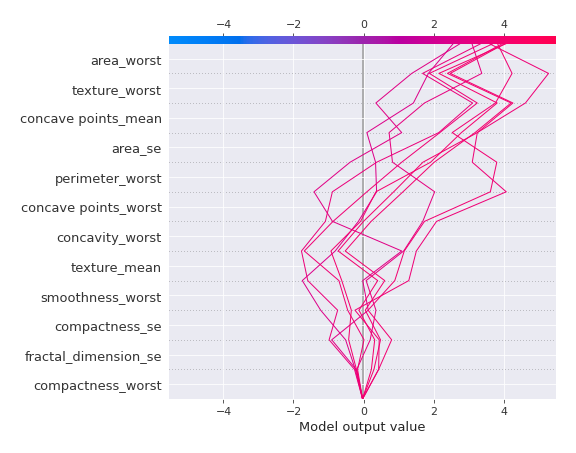 −4 −2 0 2 4
area_worst
texture_worst
concave points_mean
area_se
perimeter_worst
concave points_worst
concavity_worst
texture_mean
smoothness_worst
compactness_se
fractal_dimension_se
compactness_worst
−4 −2 0 2 4
Model output value